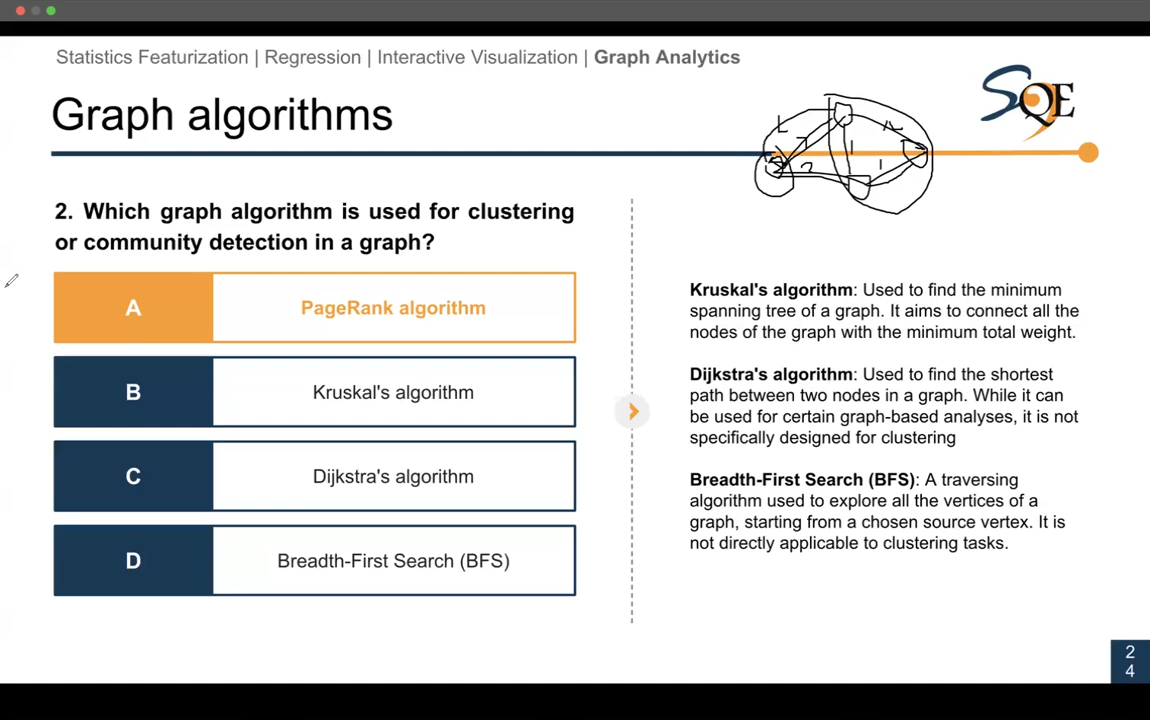 Statistics Featurization | Regression | Interactive Visualization | Graph Analytics
Graph algorithms
SQE
2. Which graph algorithm is used for clustering
or community detection in a graph?
A
PageRank algorithm
B
Kruskal's algorithm
C
Dijkstra's algorithm
D
Breadth-First Search (BFS)
Kruskal's algorithm: Used to find the minimum
spanning tree of a graph. It aims to connect all the
nodes of the graph with the minimum total weight.
Dijkstra's algorithm: Used to find the shortest
path between two nodes in a graph. While it can
be used for certain graph-based analyses, it is not
specifically designed for clustering
Breadth-First Search (BFS): A traversing
algorithm used to explore all the vertices of a
graph, starting from a chosen source vertex. It is
not directly applicable to clustering tasks.
2
4